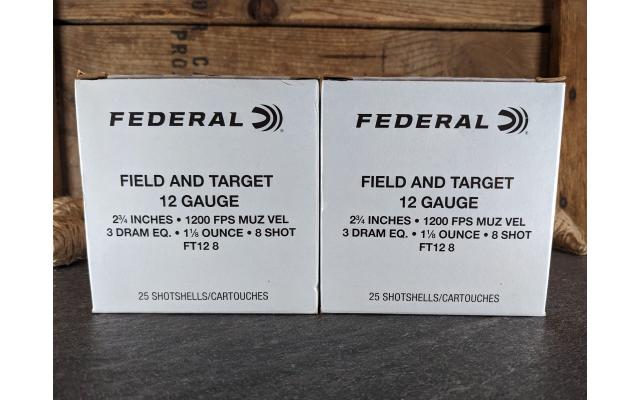 FEDERAL
FIELD AND TARGET
12 GAUGE
2¾ INCHES • 1200 FPS MUZ VEL
3 DRAM EQ. • 1⅛ OUNCE • 8 SHOT
FT12 8
25 SHOTSHELLS/CARTOUCHES
FEDERAL
FIELD AND TARGET
12 GAUGE
2¾ INCHES • 1200 FPS MUZ VEL
3 DRAM EQ. • 1⅛ OUNCE • 8 SHOT
FT12 8
25 SHOTSHELLS/CARTOUCHES